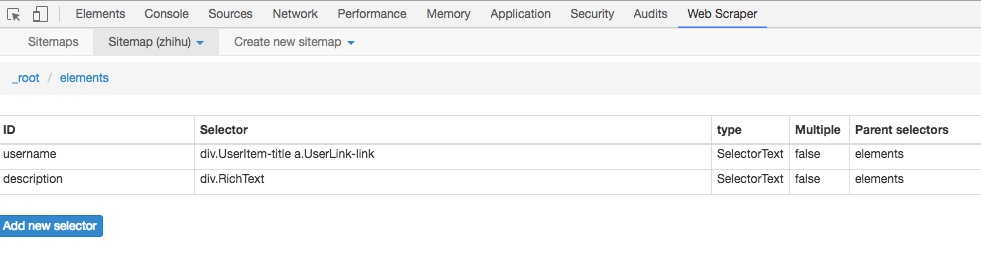 Elements Console Sources Network Performance Memory Application Security Audits Web Scraper
Sitemaps Sitemap (zhihu) Create new sitemap
_root / elements
ID Selector type Multiple Parent selectors
username div.UserItem-title a.UserLink-link SelectorText false elements
description div.RichText SelectorText false elements
Add new selector